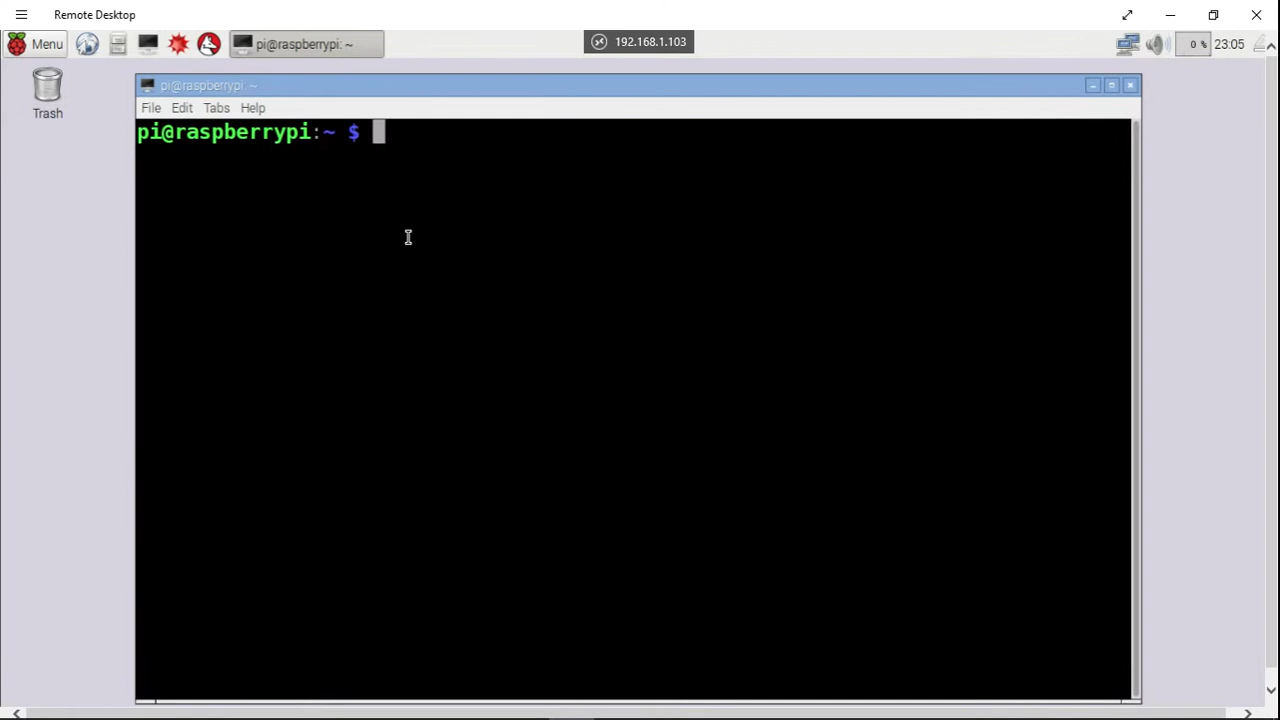 Remote Desktop
Menu
pi@raspberrypi: ~
192.168.1.103
0 %
23:05
Trash
pi@raspberrypi: ~
File Edit Tabs Help
pi@raspberrypi:~ $